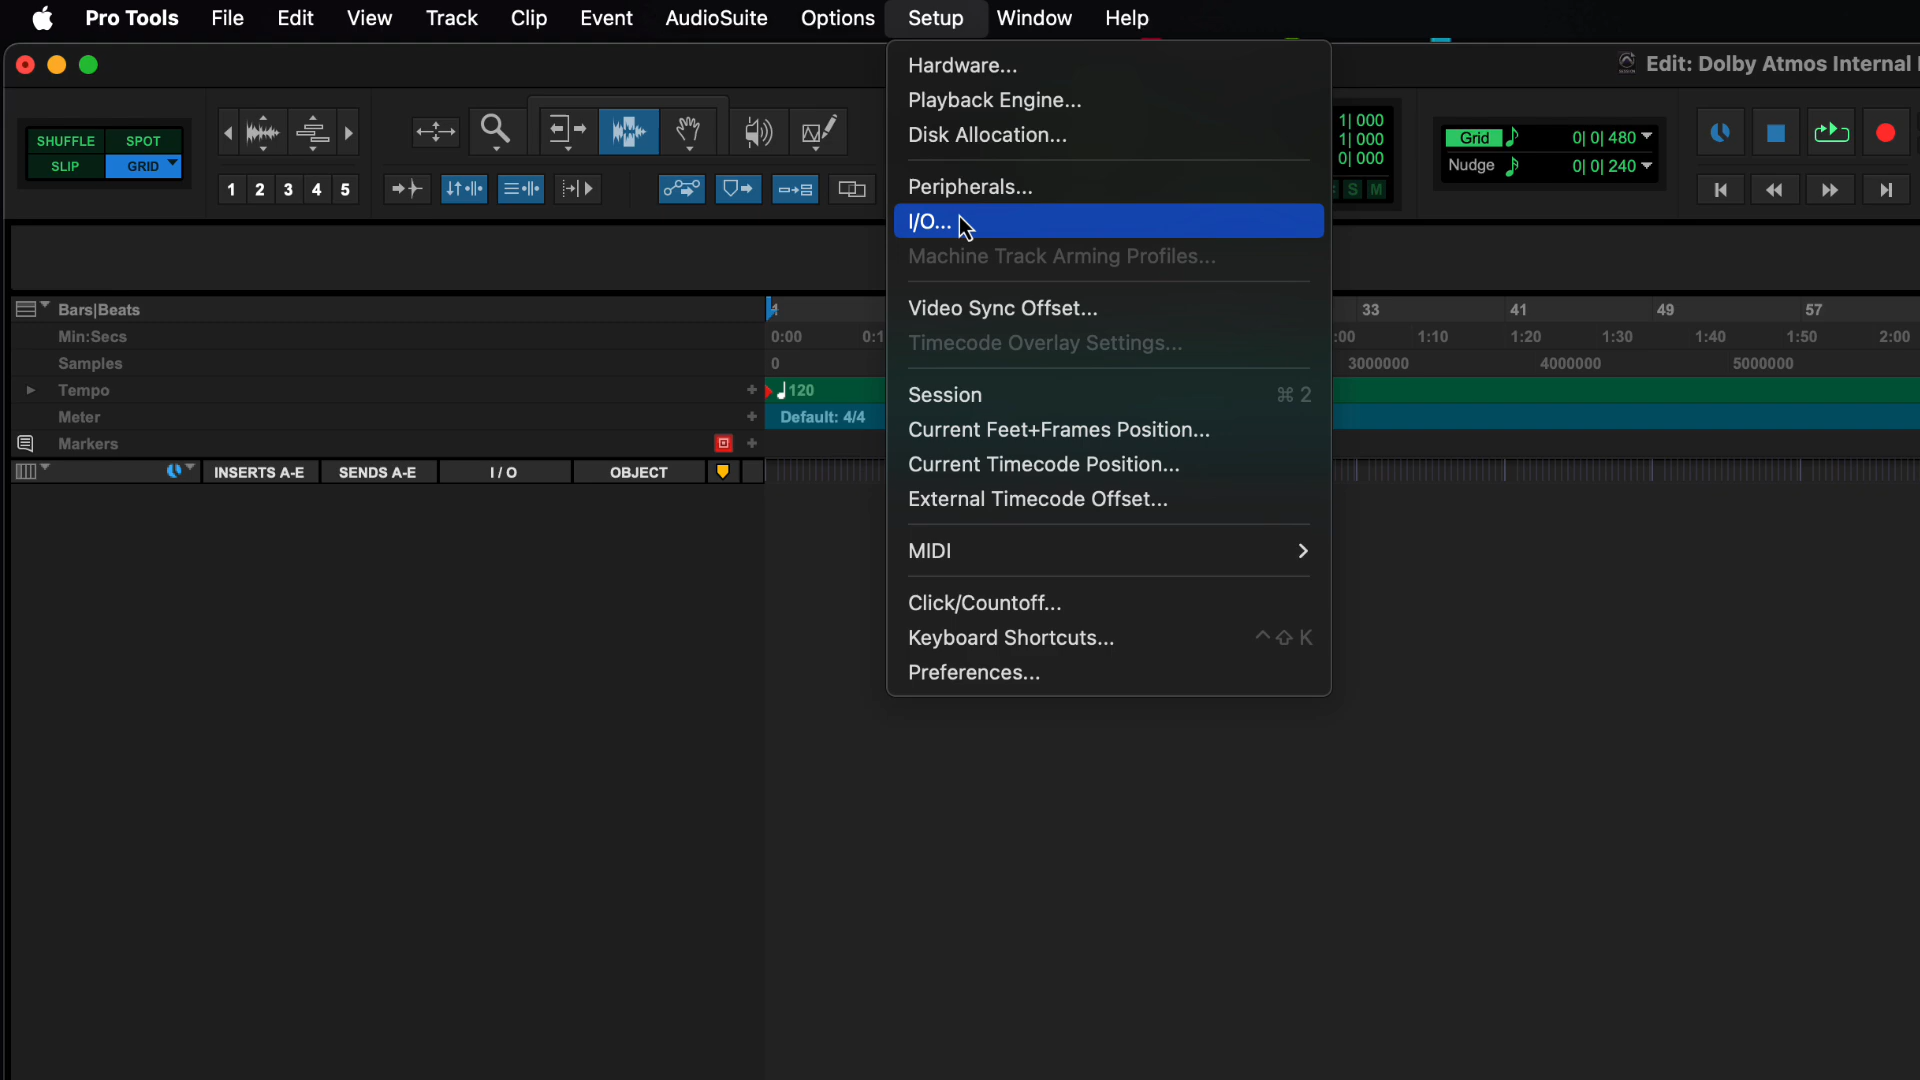 Pro Tools File Edit View Track Clip Event AudioSuite Options Setup Window Help
Edit: Dolby Atmos Internal
Hardware...
Playback Engine...
Disk Allocation...
Peripherals...
I/O...
Machine Track Arming Profiles...
Video Sync Offset...
Timecode Overlay Settings...
Session ⌘ 2
Current Feet+Frames Position...
Current Timecode Position...
External Timecode Offset...
MIDI
Click/Countoff...
Keyboard Shortcuts... ^⇧ K
Preferences...
SHUFFLE SPOT
SLIP GRID
1 2 3 4 5
1| 000
1| 000
0| 000
S M
Grid 0| 0| 480
Nudge 0| 0| 240
Bars|Beats 33 41 49 57
Min:Secs 0:00 0:1 :00 1:10 1:20 1:30 1:40 1:50 2:00
Samples 0 3000000 4000000 5000000
Tempo + 120
Meter + Default: 4/4
Markers +
INSERTS A-E SENDS A-E I / O OBJECT